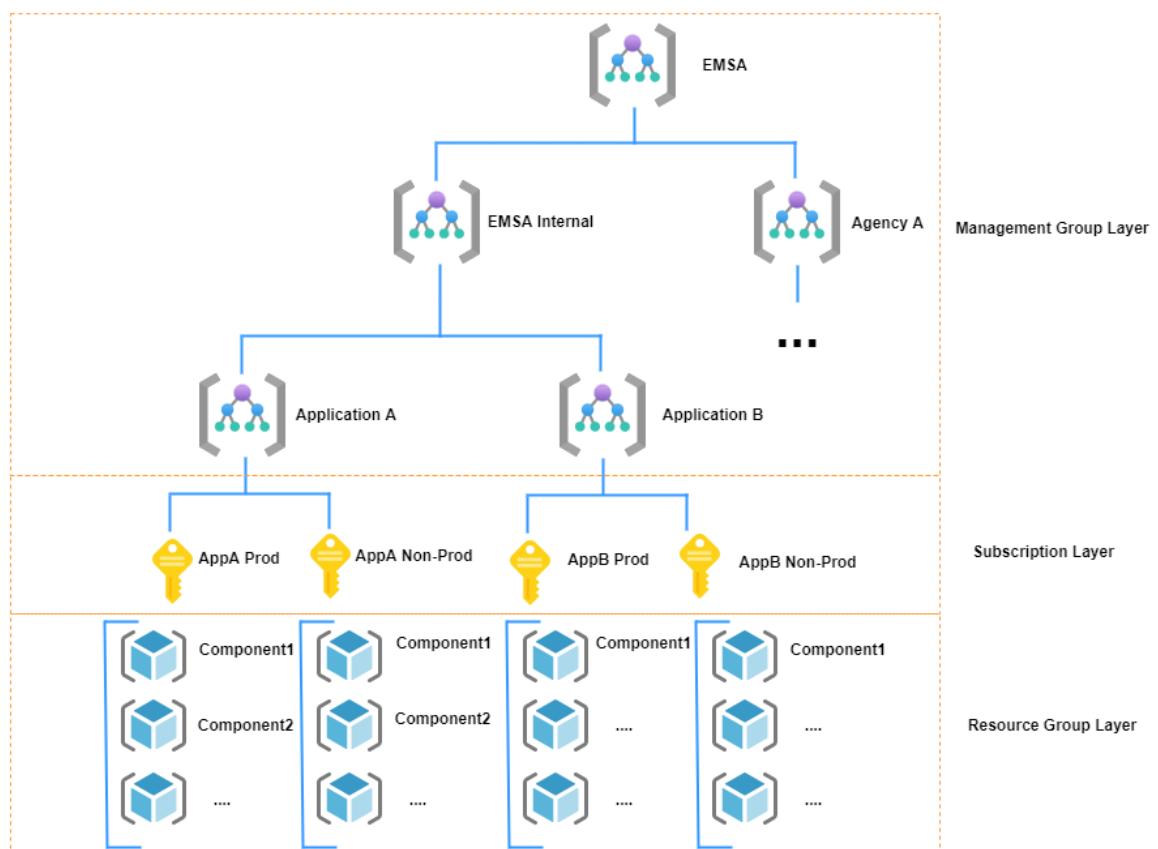 EMSA
EMSA Internal
Agency A
Management Group Layer
...
Application A
Application B
AppA Prod
AppA Non-Prod
AppB Prod
AppB Non-Prod
Subscription Layer
Component1
Component1
Component1
Component1
Component2
Component2
....
....
Resource Group Layer
....
....
....
....